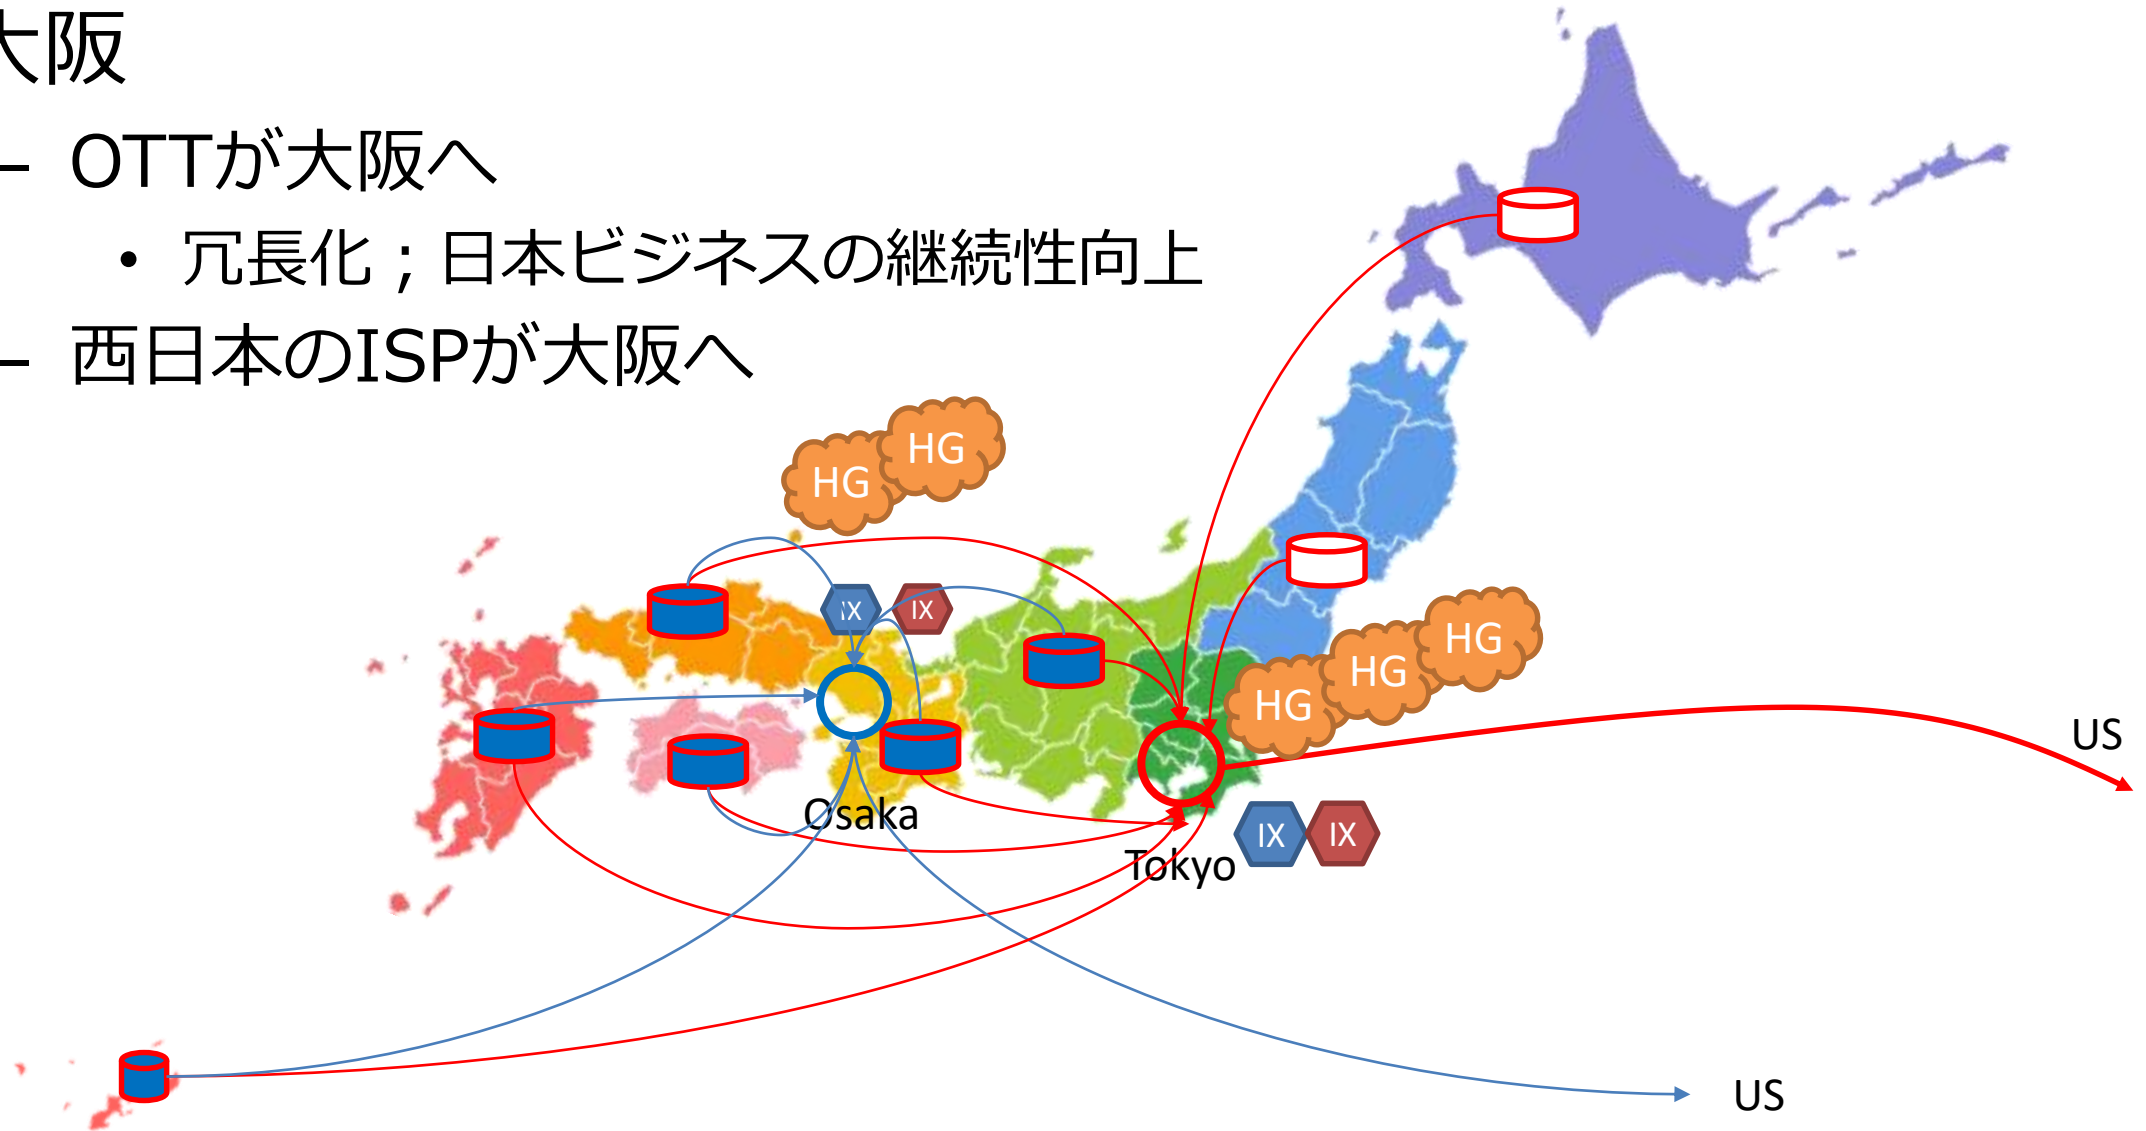 大阪
– OTTが大阪へ
• 冗長化；日本ビジネスの継続性向上
– 西日本のISPが大阪へ
HG
HG
IX
IX
HG
HG
HG
US
Osaka
Tokyo
IX
IX
US